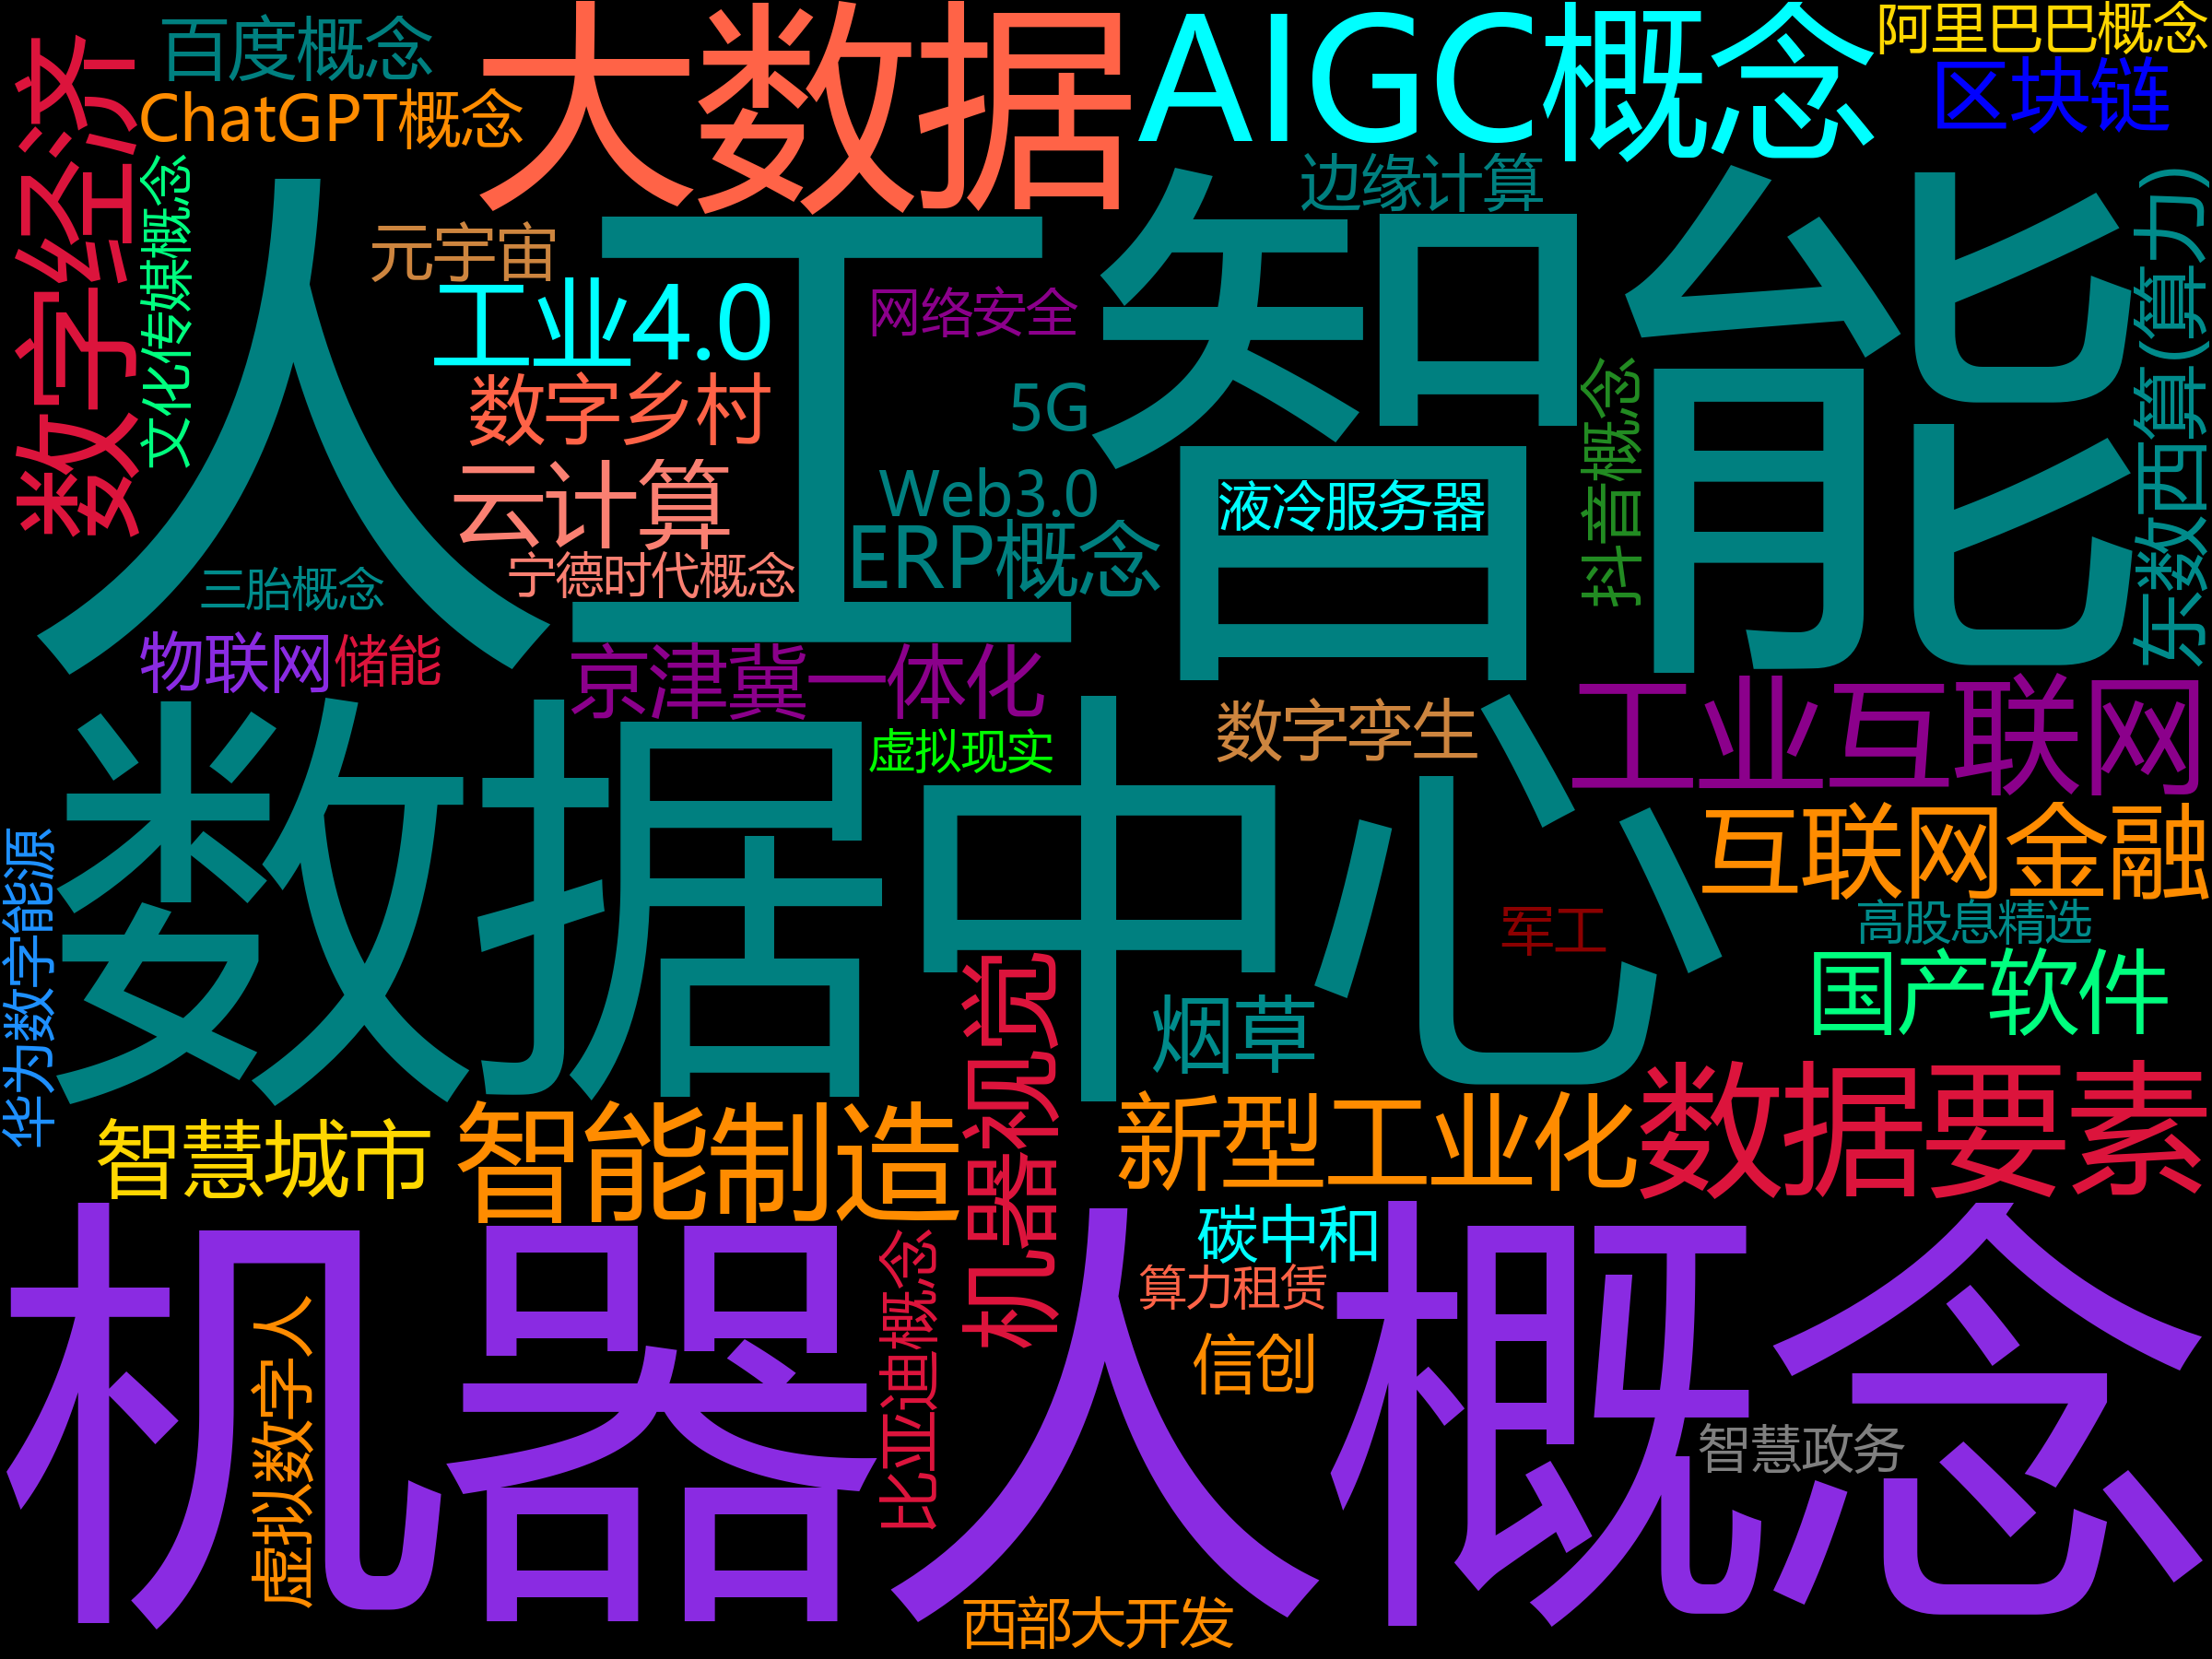 百度概念
大数据
AIGC概念
阿里巴巴概念
区块链
ChatGPT概念
数字经济
文化传媒概念
边缘计算
人工智能
元宇宙
工业4.0
网络安全
数字乡村
5G
云计算
Web3.0
液冷服务器
ERP概念
抖音概念
东数西算(算力)
宁德时代概念
三胎概念
物联网
储能
京津冀一体化
工业互联网
数字孪生
虚拟现实
数据中心
互联网金融
华为数字能源
军工
高股息精选
国产软件
机器视觉
烟草
数据要素
新型工业化
智慧城市
智能制造
碳中和
机器人概念
比亚迪概念
算力租赁
虚拟数字人
信创
智慧政务
西部大开发